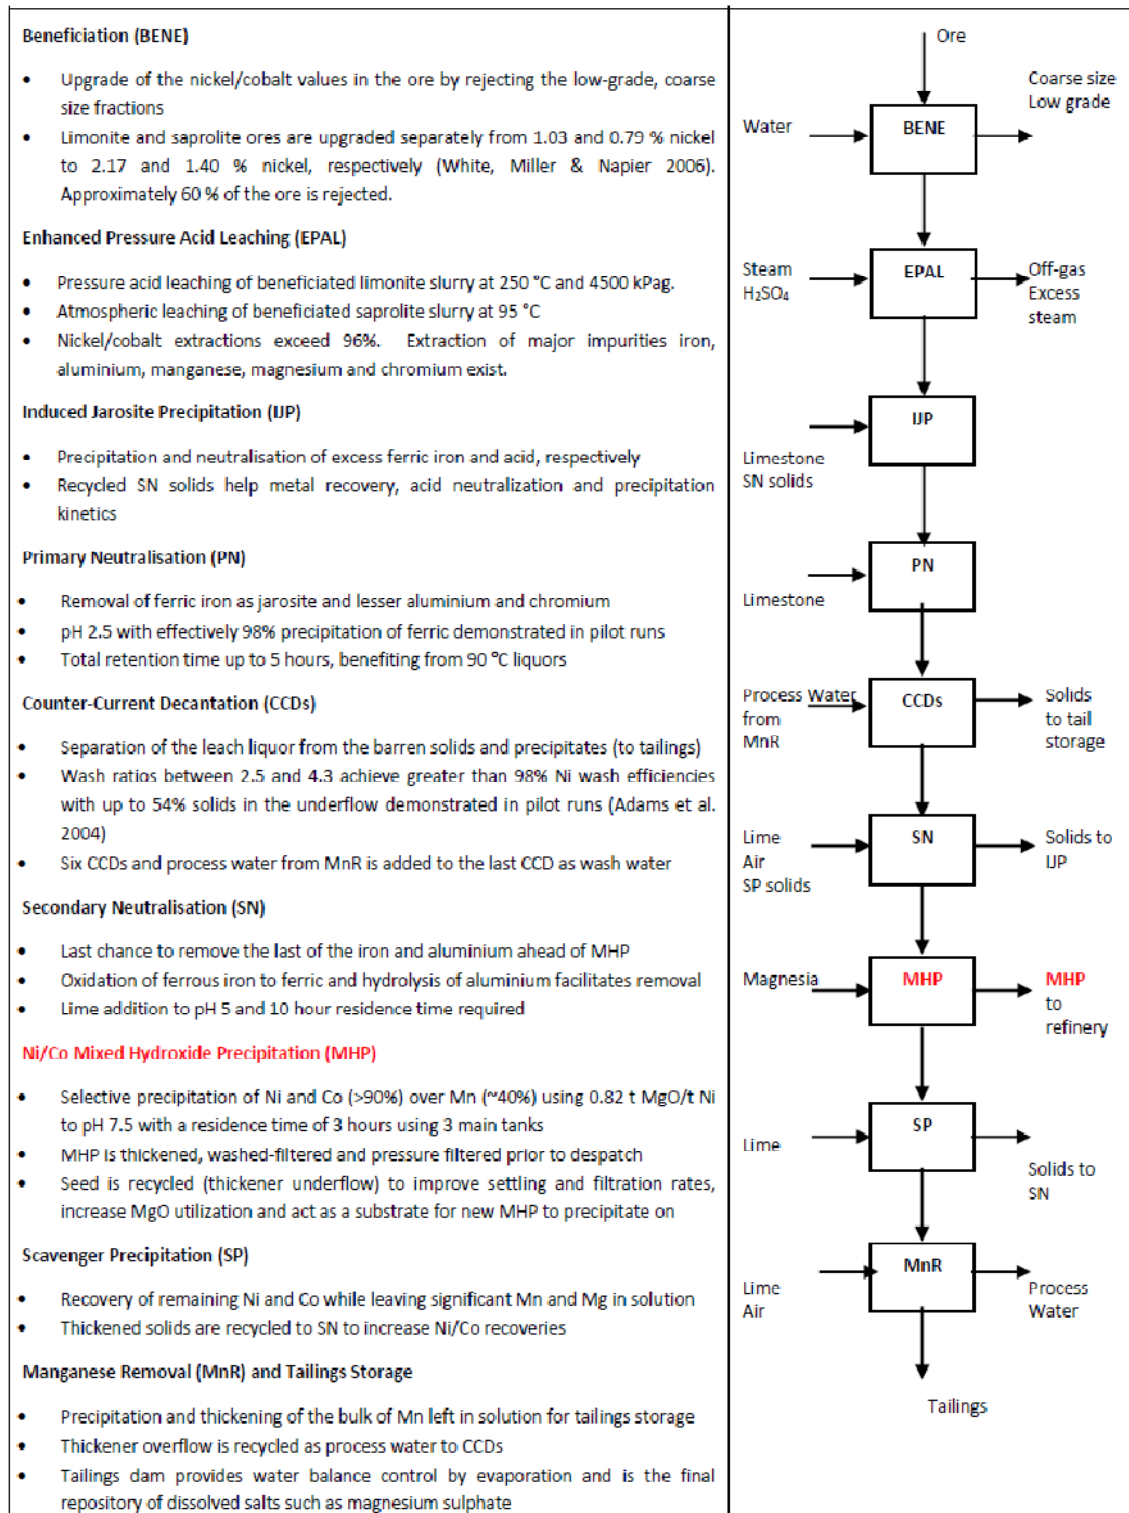 Beneficiation (BENE)
• Upgrade of the nickel/cobalt values in the ore by rejecting the low-grade, coarse
size fractions
• Limonite and saprolite ores are upgraded separately from 1.03 and 0.79 % nickel
to 2.17 and 1.40 % nickel, respectively (White, Miller & Napier 2006).
Approximately 60 % of the ore is rejected.
Enhanced Pressure Acid Leaching (EPAL)
• Pressure acid leaching of beneficiated limonite slurry at 250 °C and 4500 kPag.
• Atmospheric leaching of beneficiated saprolite slurry at 95 °C
• Nickel/cobalt extractions exceed 96%. Extraction of major impurities iron,
aluminium, manganese, magnesium and chromium exist.
Induced Jarosite Precipitation (IJP)
• Precipitation and neutralisation of excess ferric iron and acid, respectively
• Recycled SN solids help metal recovery, acid neutralization and precipitation
kinetics
Primary Neutralisation (PN)
• Removal of ferric iron as jarosite and lesser aluminium and chromium
• pH 2.5 with effectively 98% precipitation of ferric demonstrated in pilot runs
• Total retention time up to 5 hours, benefiting from 90 °C liquors
Counter-Current Decantation (CCDs)
• Separation of the leach liquor from the barren solids and precipitates (to tailings)
• Wash ratios between 2.5 and 4.3 achieve greater than 98% Ni wash efficiencies
with up to 54% solids in the underflow demonstrated in pilot runs (Adams et al.
2004)
• Six CCDs and process water from MnR is added to the last CCD as wash water
Secondary Neutralisation (SN)
• Last chance to remove the last of the iron and aluminium ahead of MHP
• Oxidation of ferrous iron to ferric and hydrolysis of aluminium facilitates removal
• Lime addition to pH 5 and 10 hour residence time required
Ni/Co Mixed Hydroxide Precipitation (MHP)
• Selective precipitation of Ni and Co (>90%) over Mn (~40%) using 0.82 t MgO/t Ni
to pH 7.5 with a residence time of 3 hours using 3 main tanks
• MHP is thickened, washed-filtered and pressure filtered prior to despatch
• Seed is recycled (thickener underflow) to improve settling and filtration rates,
increase MgO utilization and act as a substrate for new MHP to precipitate on
Scavenger Precipitation (SP)
• Recovery of remaining Ni and Co while leaving significant Mn and Mg in solution
• Thickened solids are recycled to SN to increase Ni/Co recoveries
Manganese Removal (MnR) and Tailings Storage
• Precipitation and thickening of the bulk of Mn left in solution for tailings storage
• Thickener overflow is recycled as process water to CCDs
• Tailings dam provides water balance control by evaporation and is the final
repository of dissolved salts such as magnesium sulphate
Ore
Water
BENE
Coarse size
Low grade
Steam
H₂SO₄
EPAL
Off-gas
Excess
steam
IJP
Limestone
SN solids
PN
Limestone
Process Water
from
MnR
CCDs
Solids
to tail
storage
Lime
Air
SP solids
SN
Solids to
IJP
Magnesia
MHP
MHP
to
refinery
Lime
SP
Solids to
SN
Lime
Air
MnR
Process
Water
Tailings